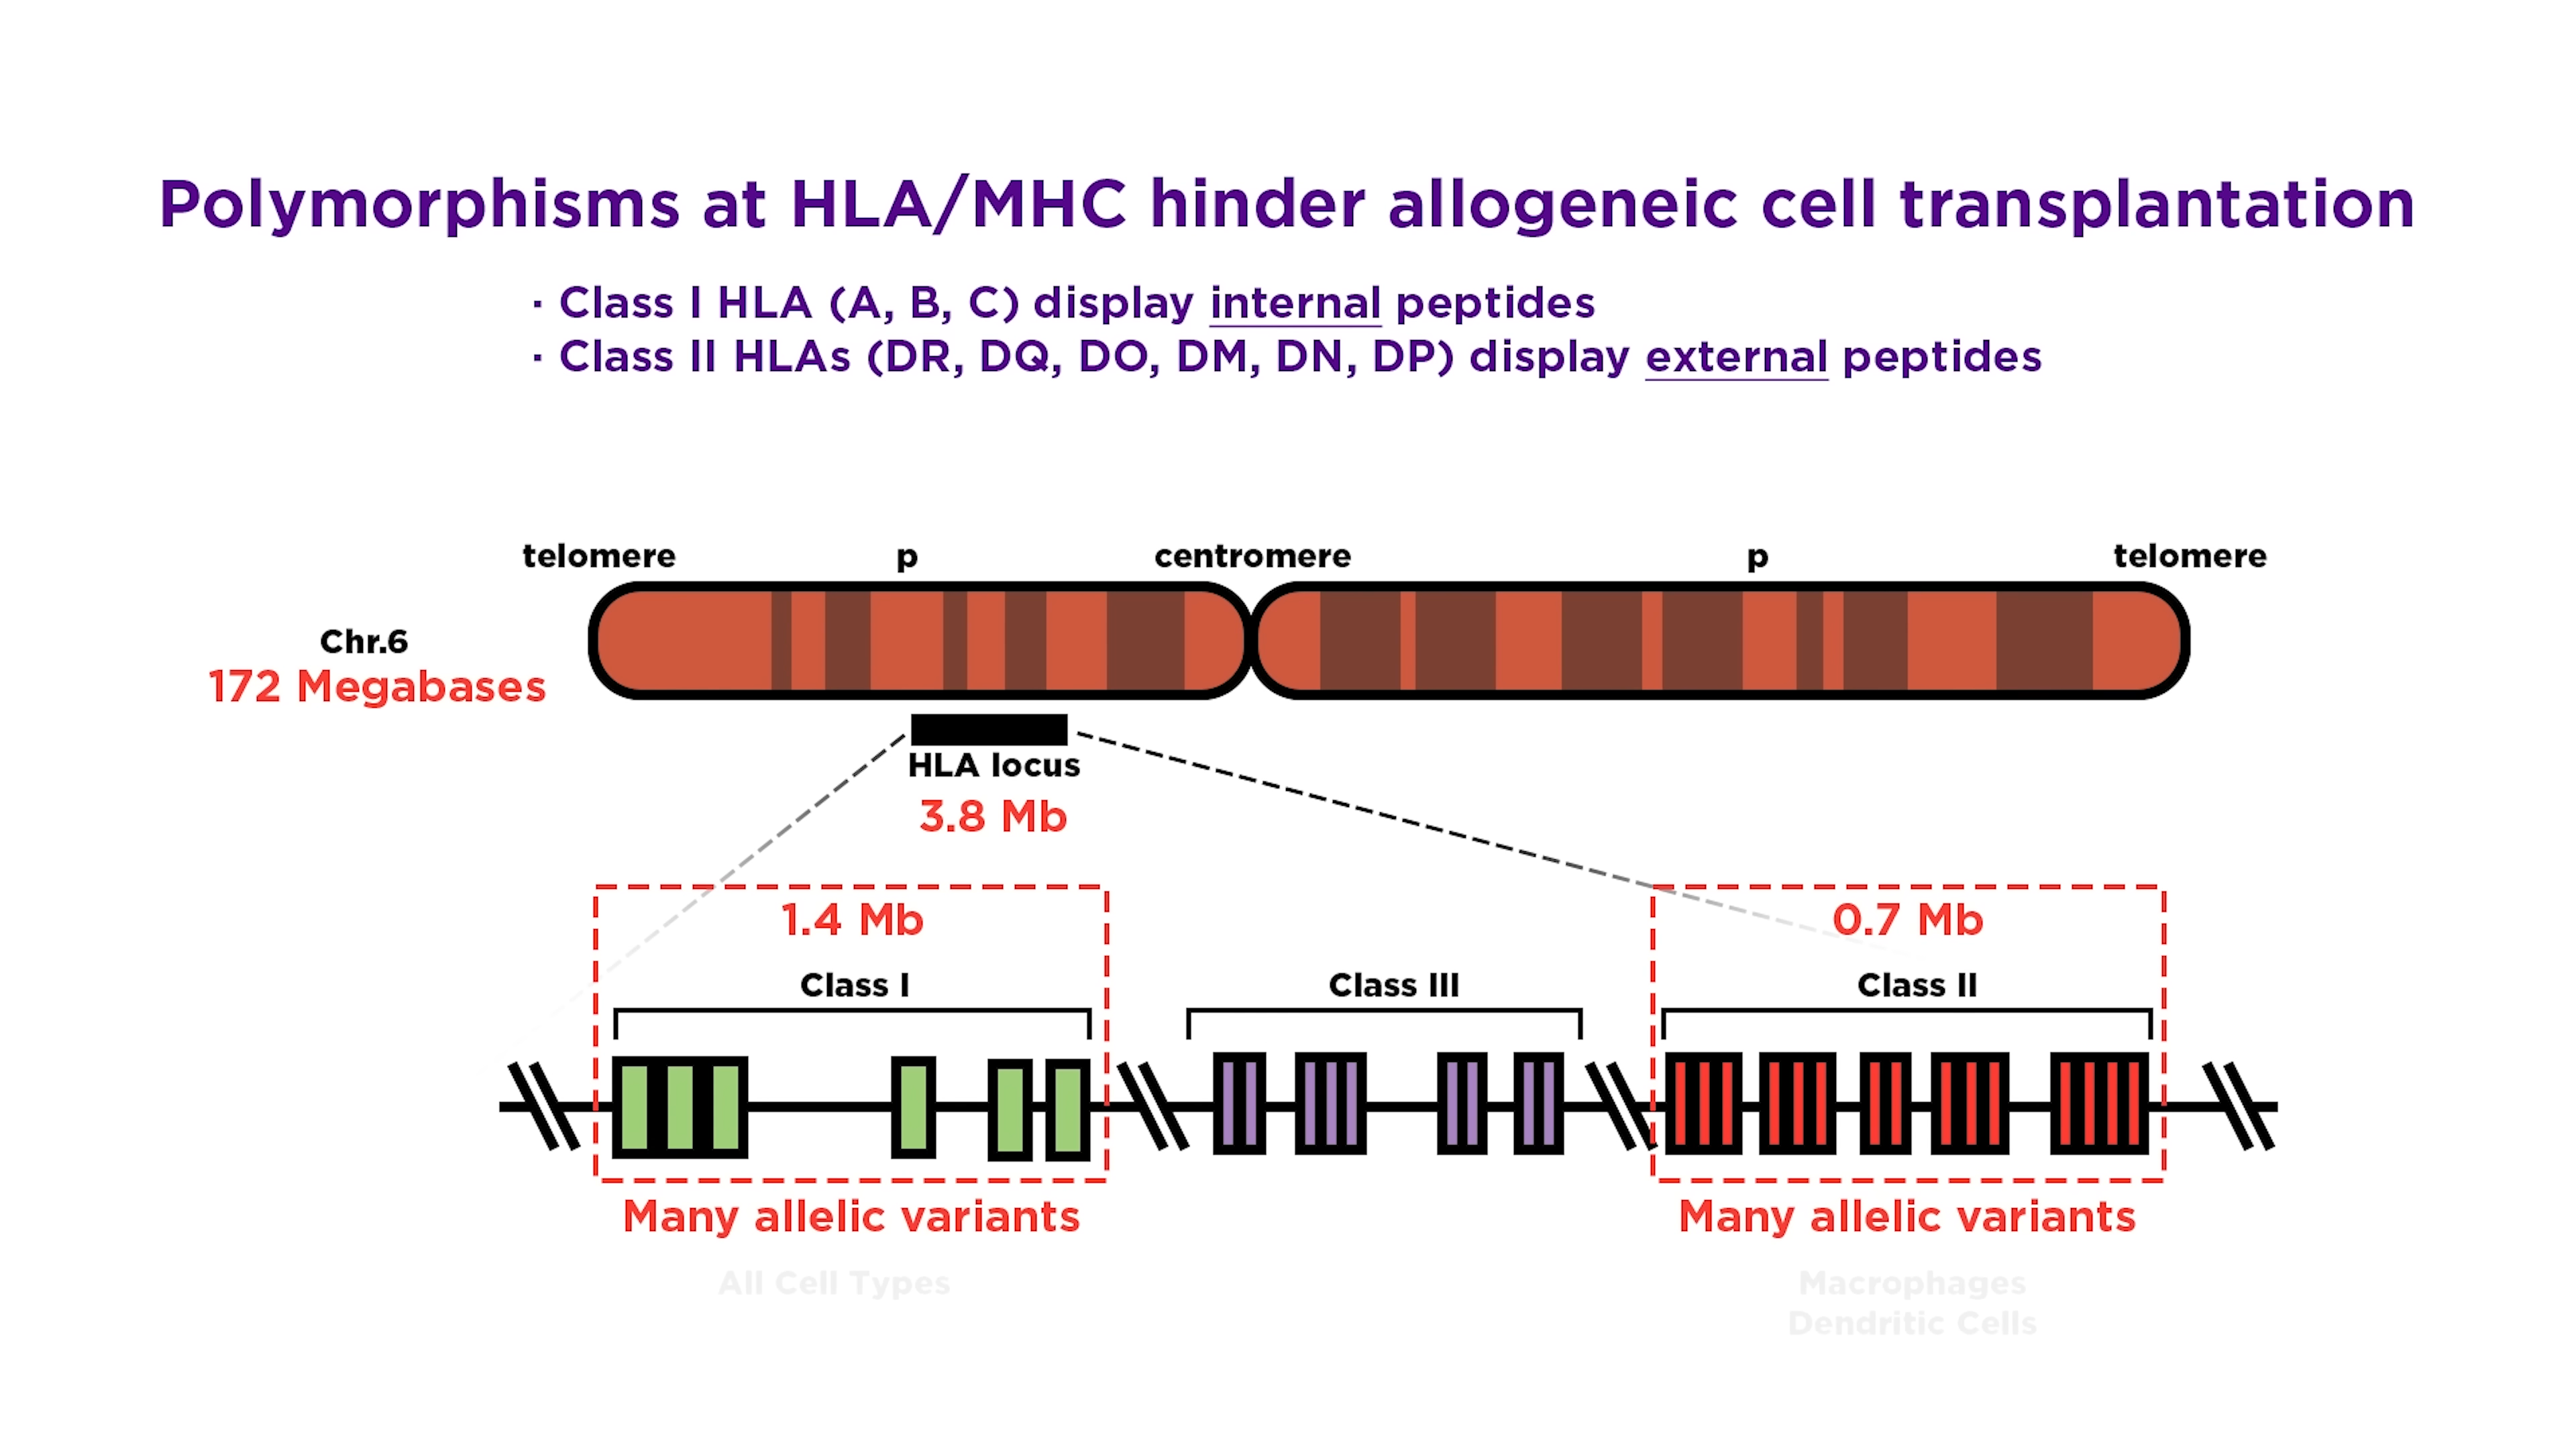 Polymorphisms at HLA/MHC hinder allogeneic cell transplantation
· Class I HLA (A, B, C) display internal peptides
· Class II HLAs (DR, DQ, DO, DM, DN, DP) display external peptides
telomere p centromere p telomere
Chr.6
172 Megabases
HLA locus
3.8 Mb
1.4 Mb 0.7 Mb
Class I Class III Class II
Many allelic variants Many allelic variants
All Cell Types Macrophages
Dendritic Cells